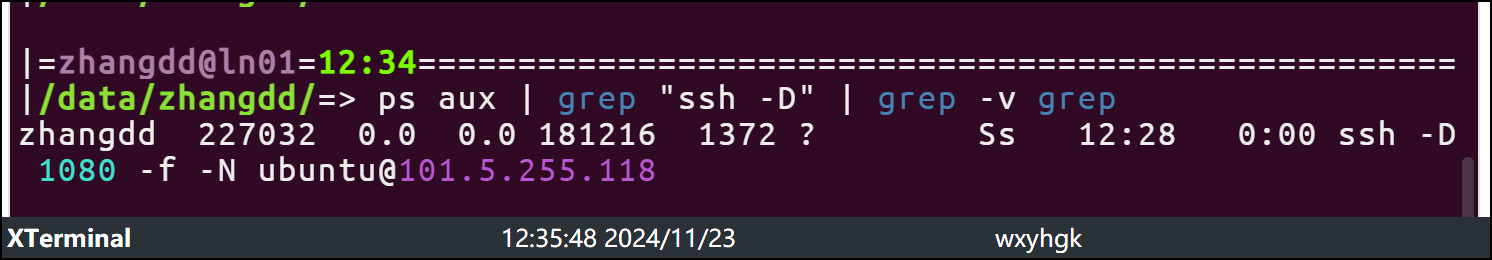 |=zhangdd@ln01=12:34====================================================
|/data/zhangdd/=> ps aux | grep "ssh -D" | grep -v grep
zhangdd  227032  0.0  0.0 181216  1372 ?        Ss   12:28   0:00 ssh -D
 1080 -f -N ubuntu@101.5.255.118
XTerminal 12:35:48 2024/11/23 wxyhgk